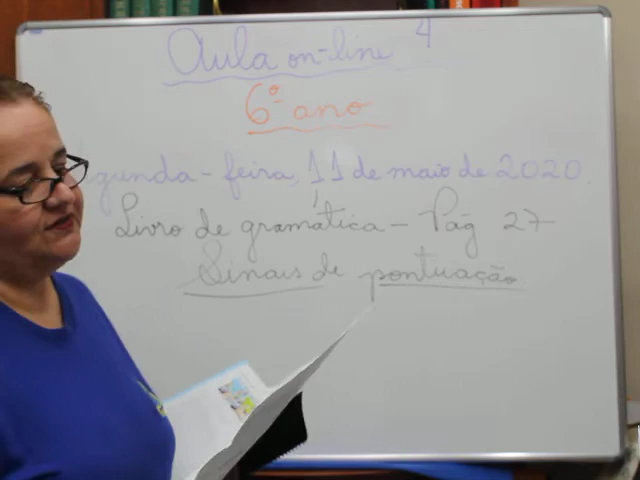 Aula on-line 4
6º ano
gunda-feira, 11 de maio de 2020.
Livro de gramática - Pág 27
Sinais de pontuação